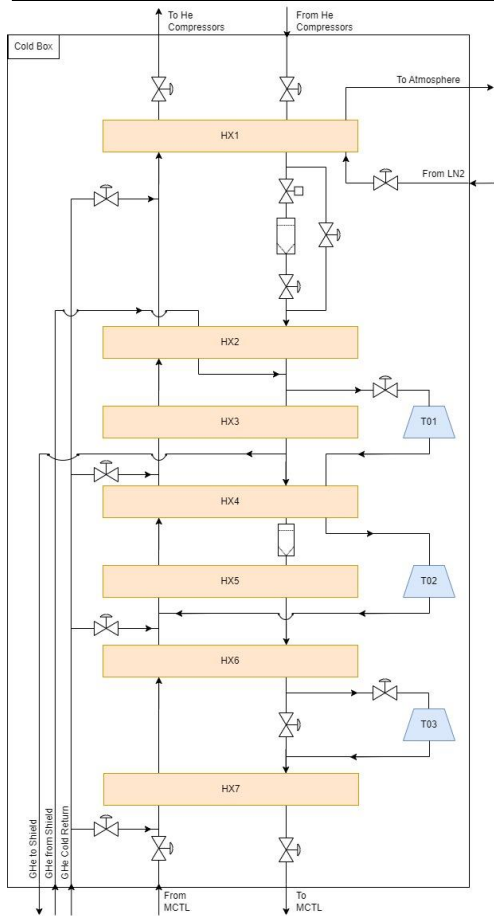 To He
Compressors
From He
Compressors
Cold Box
To Atmosphere
HX1
From LN2
HX2
HX3
T01
HX4
HX5
T02
HX6
T03
HX7
GHe to Shield
GHe from Shield
GHe Cold Return
From
MCTL
To
MCTL